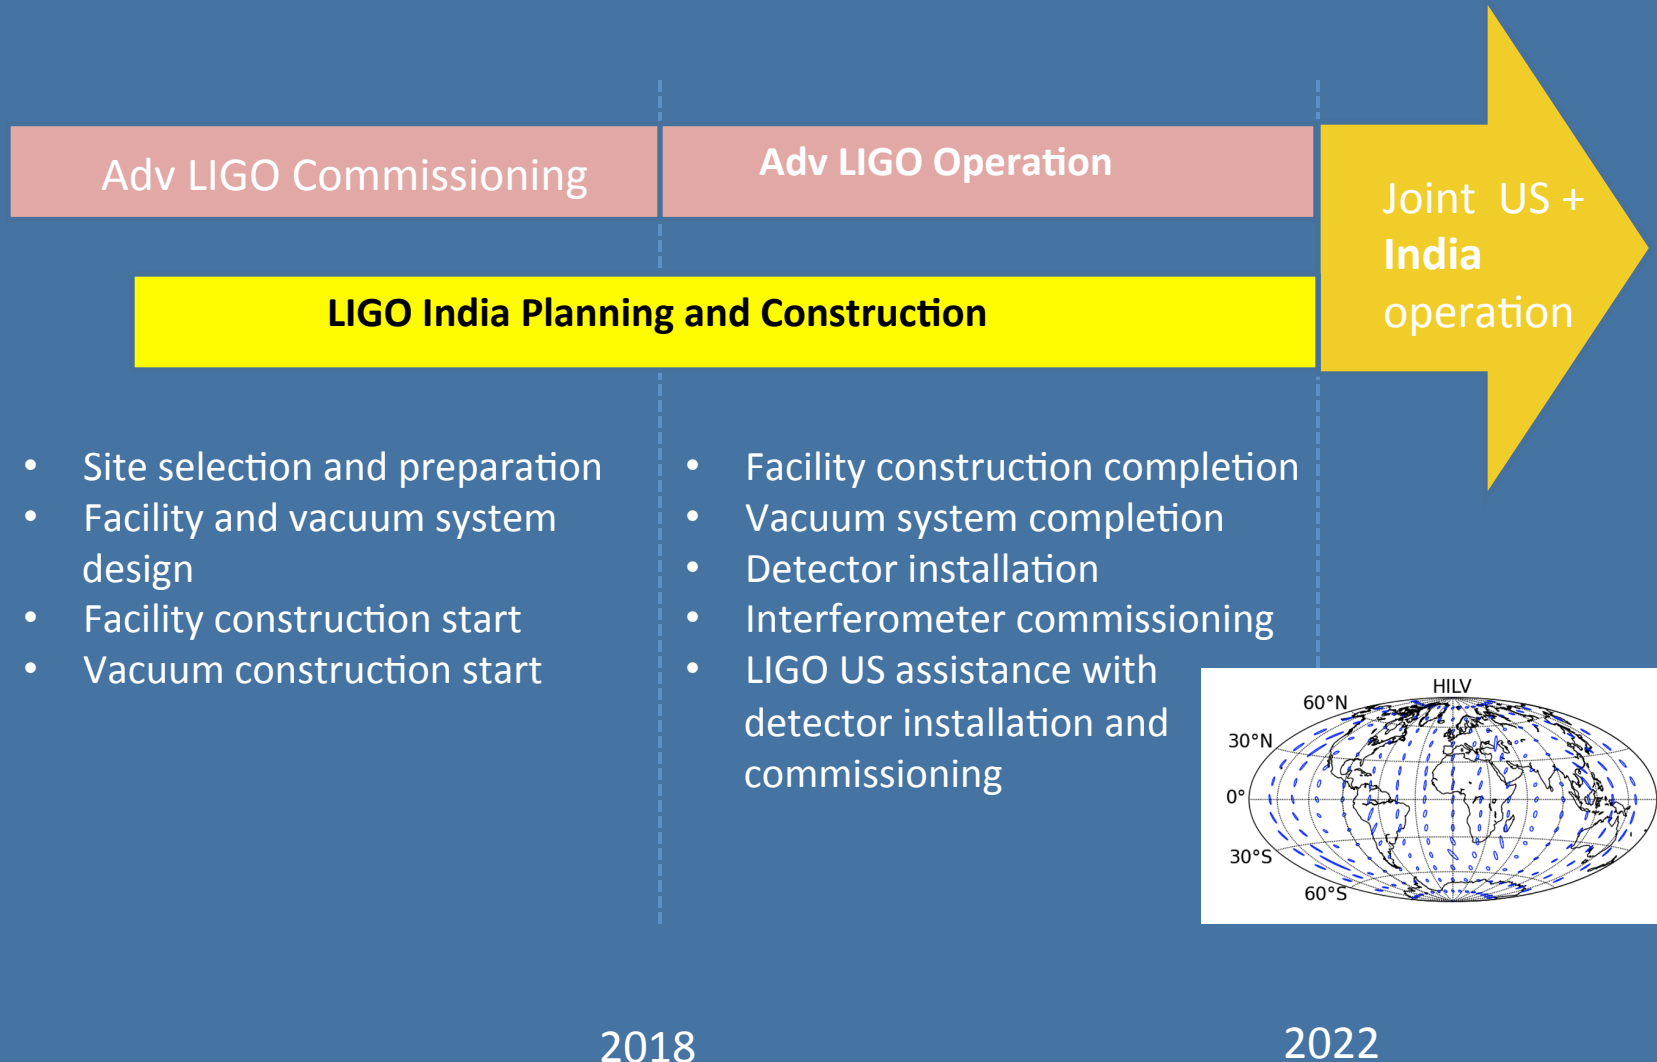 Adv LIGO Commissioning
Adv LIGO Operation
Joint US +
India
operation
LIGO India Planning and Construction
• Site selection and preparation
• Facility and vacuum system
design
• Facility construction start
• Vacuum construction start
• Facility construction completion
• Vacuum system completion
• Detector installation
• Interferometer commissioning
• LIGO US assistance with
detector installation and
commissioning
HILV
60°N
30°N
0°
30°S
60°S
2018
2022